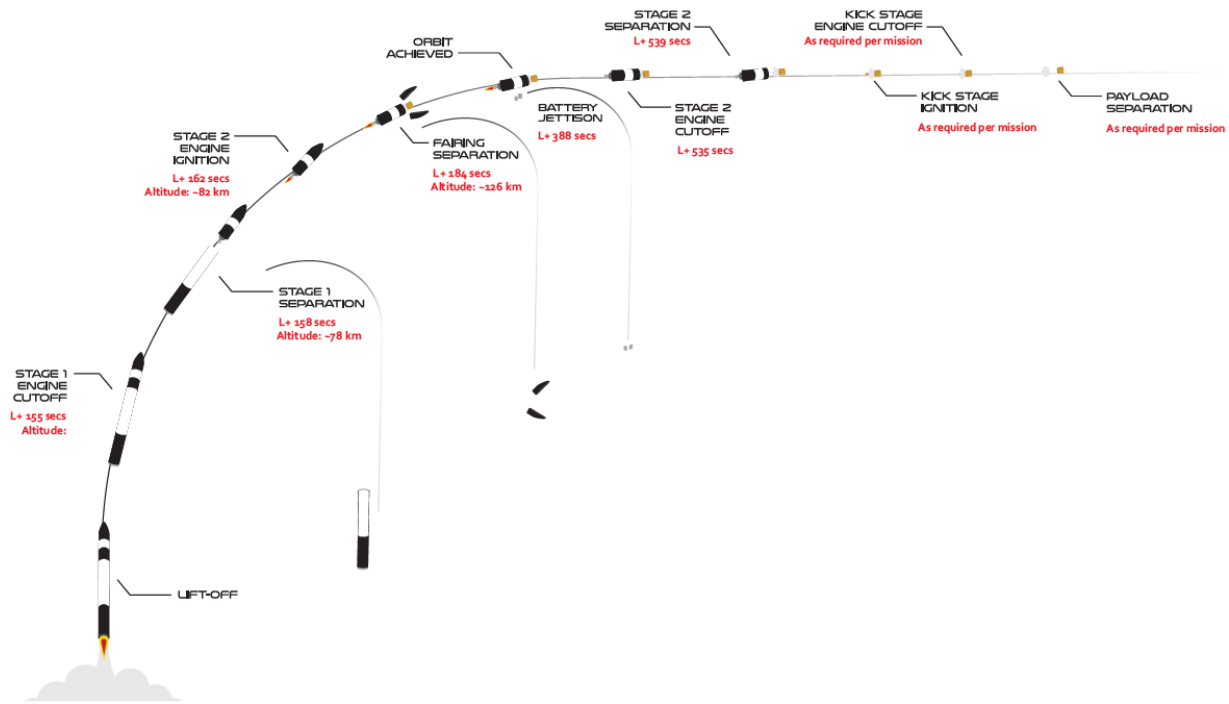 STAGE 2
SEPARATION
L+ 539 secs
KICK STAGE
ENGINE CUTOFF
As required per mission
ORBIT
ACHIEVED
BATTERY
JETTISON
L+ 388 secs
STAGE 2
ENGINE
CUTOFF
L+ 535 secs
KICK STAGE
IGNITION
As required per mission
PAYLOAD
SEPARATION
As required per mission
STAGE 2
ENGINE
IGNITION
L+ 162 secs
Altitude: ~82 km
FAIRING
SEPARATION
L+ 184 secs
Altitude: ~126 km
STAGE 1
SEPARATION
L+ 158 secs
Altitude: ~78 km
STAGE 1
ENGINE
CUTOFF
L+ 155 secs
Altitude:
LIFT-OFF